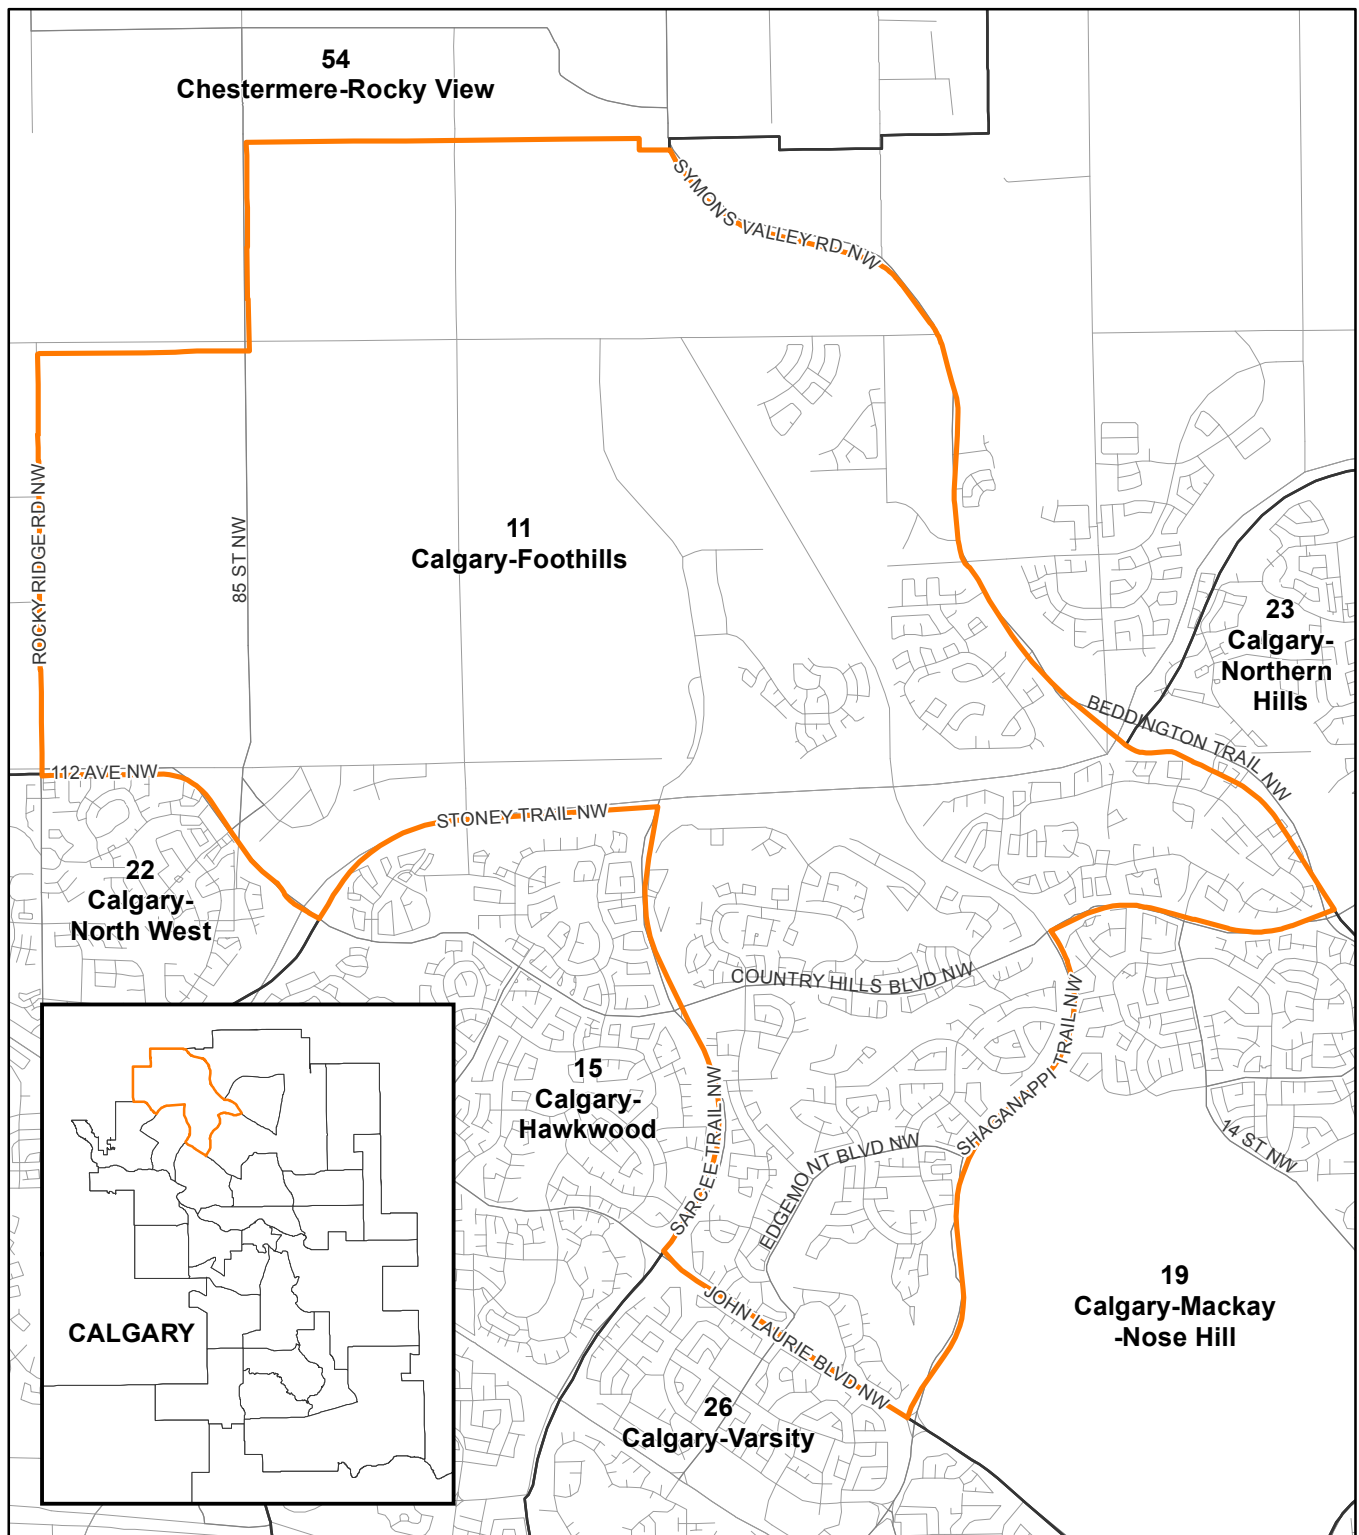 54
Chestermere-Rocky View
SYMONS VALLEY RD NW
ROCKY RIDGE RD NW
85 ST NW
11
Calgary-Foothills
23
Calgary-
Northern
Hills
BEDDINGTON TRAIL NW
112 AVE NW
STONEY TRAIL NW
22
Calgary-
North West
COUNTRY HILLS BLVD NW
SHAGANAPPI TRAIL NW
15
Calgary-
Hawkwood
SARCEE TRAIL NW
EDGEMONT BLVD NW
14 ST NW
19
Calgary-Mackay
-Nose Hill
JOHN LAURIE BLVD NW
CALGARY
26
Calgary-Varsity